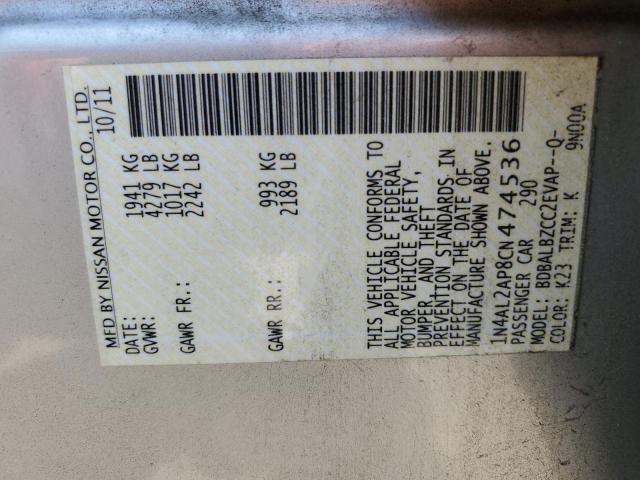 MFD BY NISSAN MOTOR CO., LTD.
DATE: 10/11
GVWR: 1941 KG
4279 LB
GAWR FR.: 1017 KG
2242 LB
GAWR RR.: 993 KG
2189 LB
THIS VEHICLE CONFORMS TO
ALL APPLICABLE FEDERAL
MOTOR VEHICLE SAFETY,
BUMPER, AND THEFT
PREVENTION STANDARDS IN
EFFECT ON THE DATE OF
MANUFACTURE SHOWN ABOVE.
1N4AL2AP8CN474536
PASSENGER CAR 290
MODEL: BDBALBZCC2EVAP---Q-
COLOR: K23 TRIM: K 9N00A